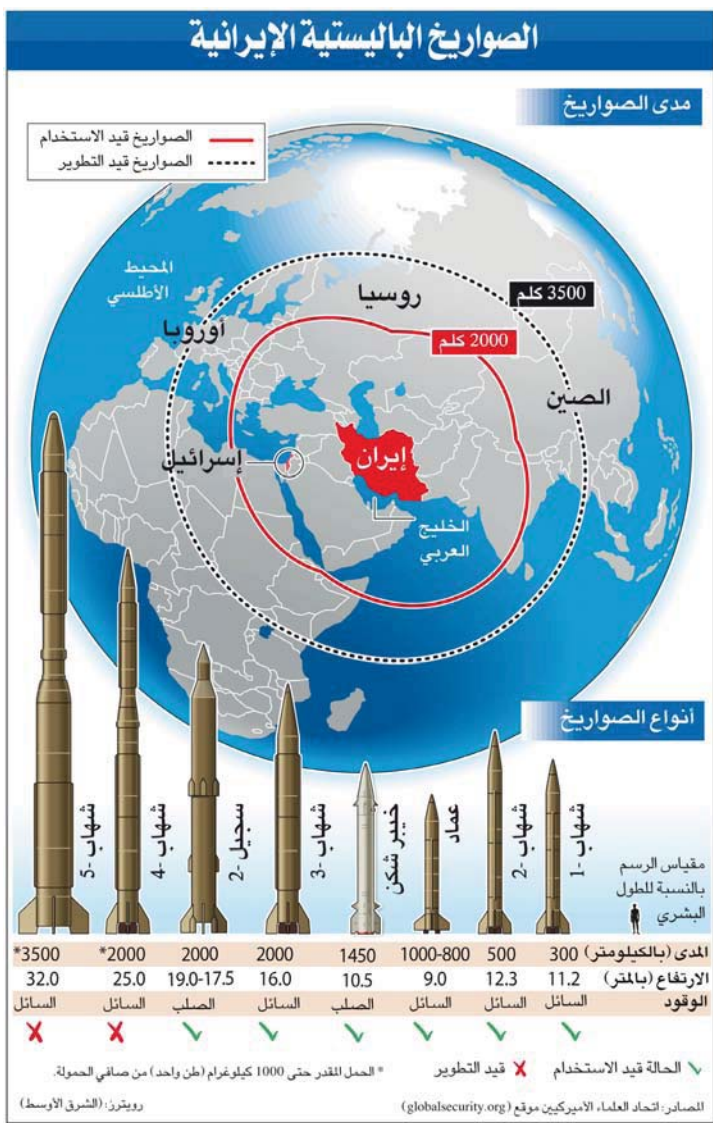 الصواريخ الباليستية الإيرانية
مدى الصواريخ
الصواريخ قيد الاستخدام
الصواريخ قيد التطوير
المحيط
الأطلسي
روسيا
3500 كلم
أوروبا
2000 كلم
الصين
إسرائيل
إيران
الخليج
العربي
أنواع الصواريخ
شهاب -1
شهاب -2
عماد
خيبر شكن
شهاب -3
سجيل -2
شهاب -4
شهاب -5
مقياس الرسم
بالنسبة للطول
البشري
المدى (بالكيلومتر) 300 500 1000-800 1450 2000 2000 2000* 3500*
الارتفاع (بالمتر) 11.2 12.3 9.0 10.5 16.0 19.0-17.5 25.0 32.0
الوقود السائل السائل السائل الصلب السائل الصلب السائل السائل
الحالة قيد الاستخدام قيد التطوير
* الحمل المقدر حتى 1000 كيلوغرام (طن واحد) من صافي الحمولة.
المصادر: اتحاد العلماء الأميركيين موقع (globalsecurity.org) رويترز: (الشرق الأوسط)